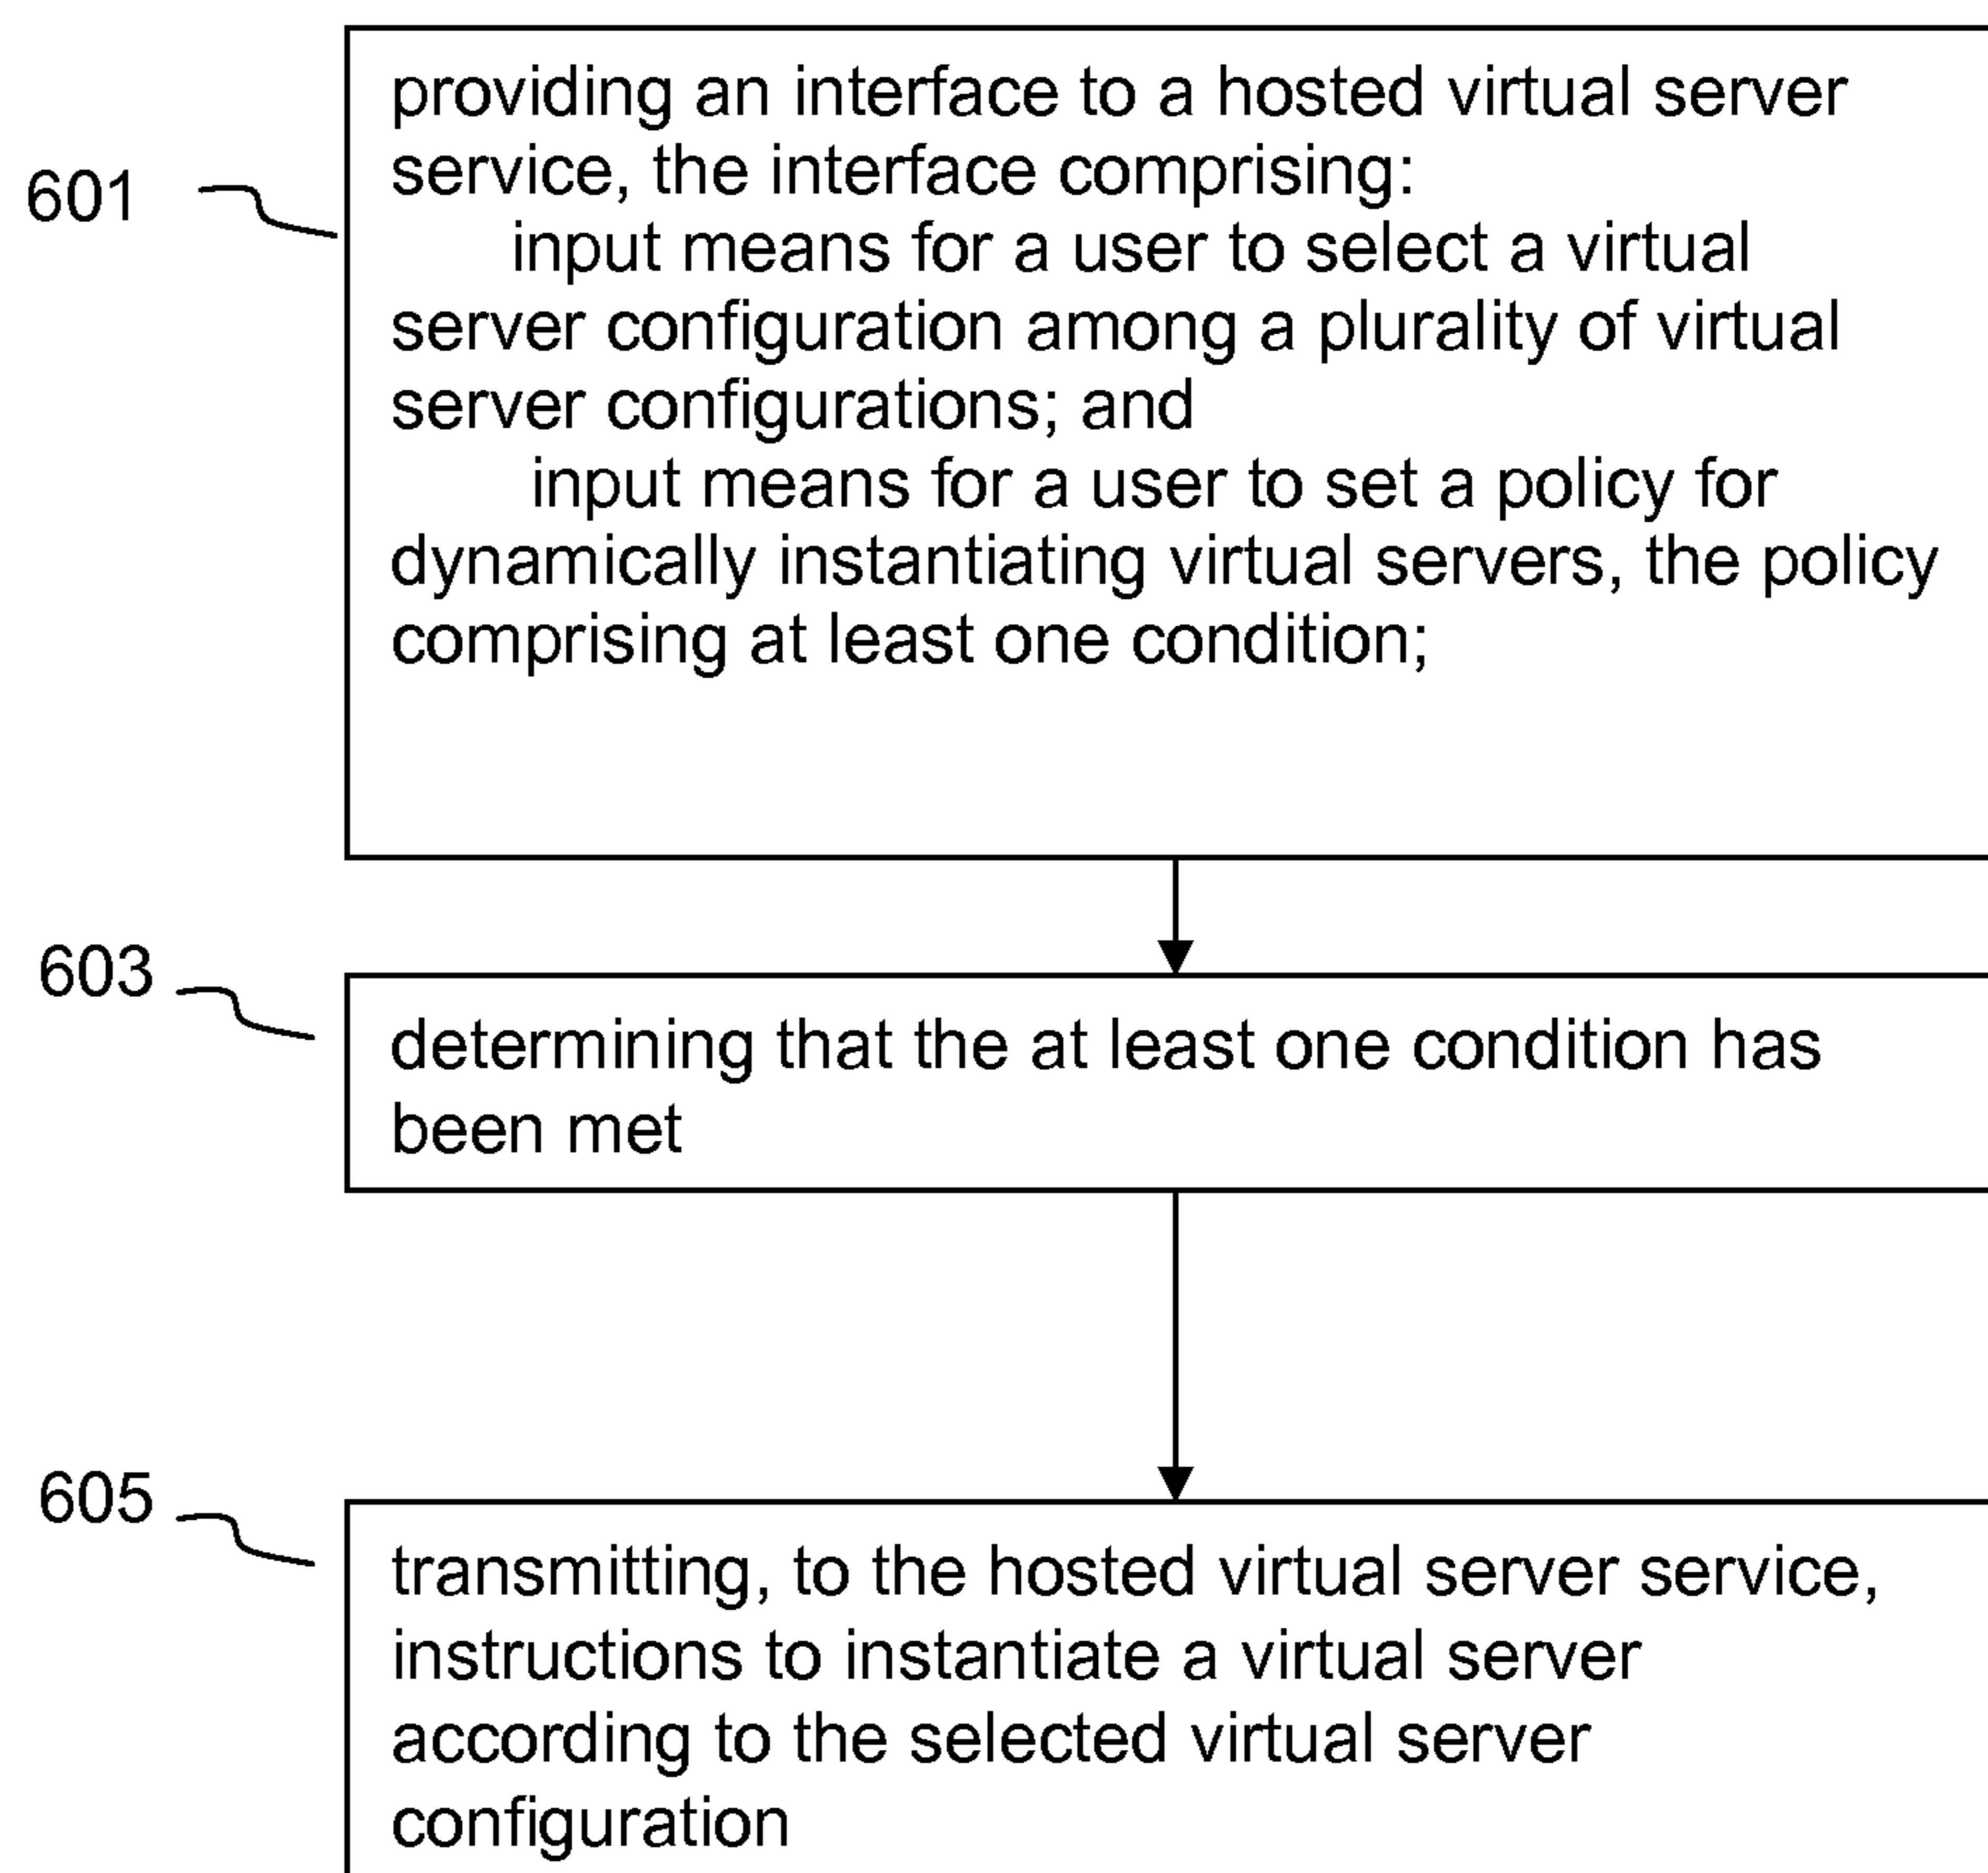 601
providing an interface to a hosted virtual server
service, the interface comprising:
input means for a user to select a virtual
server configuration among a plurality of virtual
server configurations; and
input means for a user to set a policy for
dynamically instantiating virtual servers, the policy
comprising at least one condition;
603
determining that the at least one condition has
been met
605
transmitting, to the hosted virtual server service,
instructions to instantiate a virtual server
according to the selected virtual server
configuration